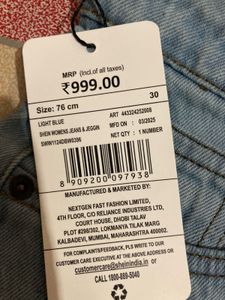 MRP (Incl.of all taxes)
₹999.00
Size: 76 cm 30
LIGHT BLUE ART 443324252008
SHEIN WOMENS JEANS & JEGGIN MFD ON : 03/2025
SWIW1124DBW0396 NET QTY : 1 NUMBER
8 909200 097938
MANUFACTURED & MARKETED BY
NEXTGEN FAST FASHION LIMITED,
4TH FLOOR, C/O RELIANCE INDUSTRIES LTD,
COURT HOUSE, DHOBI TALAV
PLOT #298/302, LOKMANYA TILAK MARG
KALBADEVI, MUMBAI, MAHARASHTRA, 400002.
FOR COMPLAINTS/FEEDBACK, PLS WRITE TO OUR
CUSTOMER CARE EXECUTIVE AT THE ABOVE ADDRESS OR
customercare@sheinindia.in or
CALL 1800-889-5040